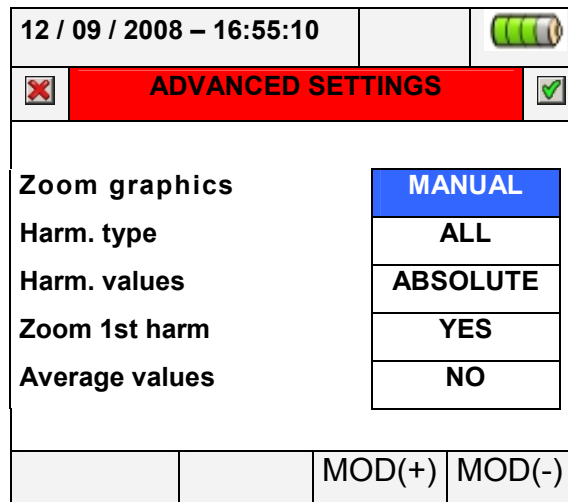 12 / 09 / 2008 – 16:55:10
ADVANCED SETTINGS
Zoom graphics MANUAL
Harm. type ALL
Harm. values ABSOLUTE
Zoom 1st harm YES
Average values NO
MOD(+) MOD(-)